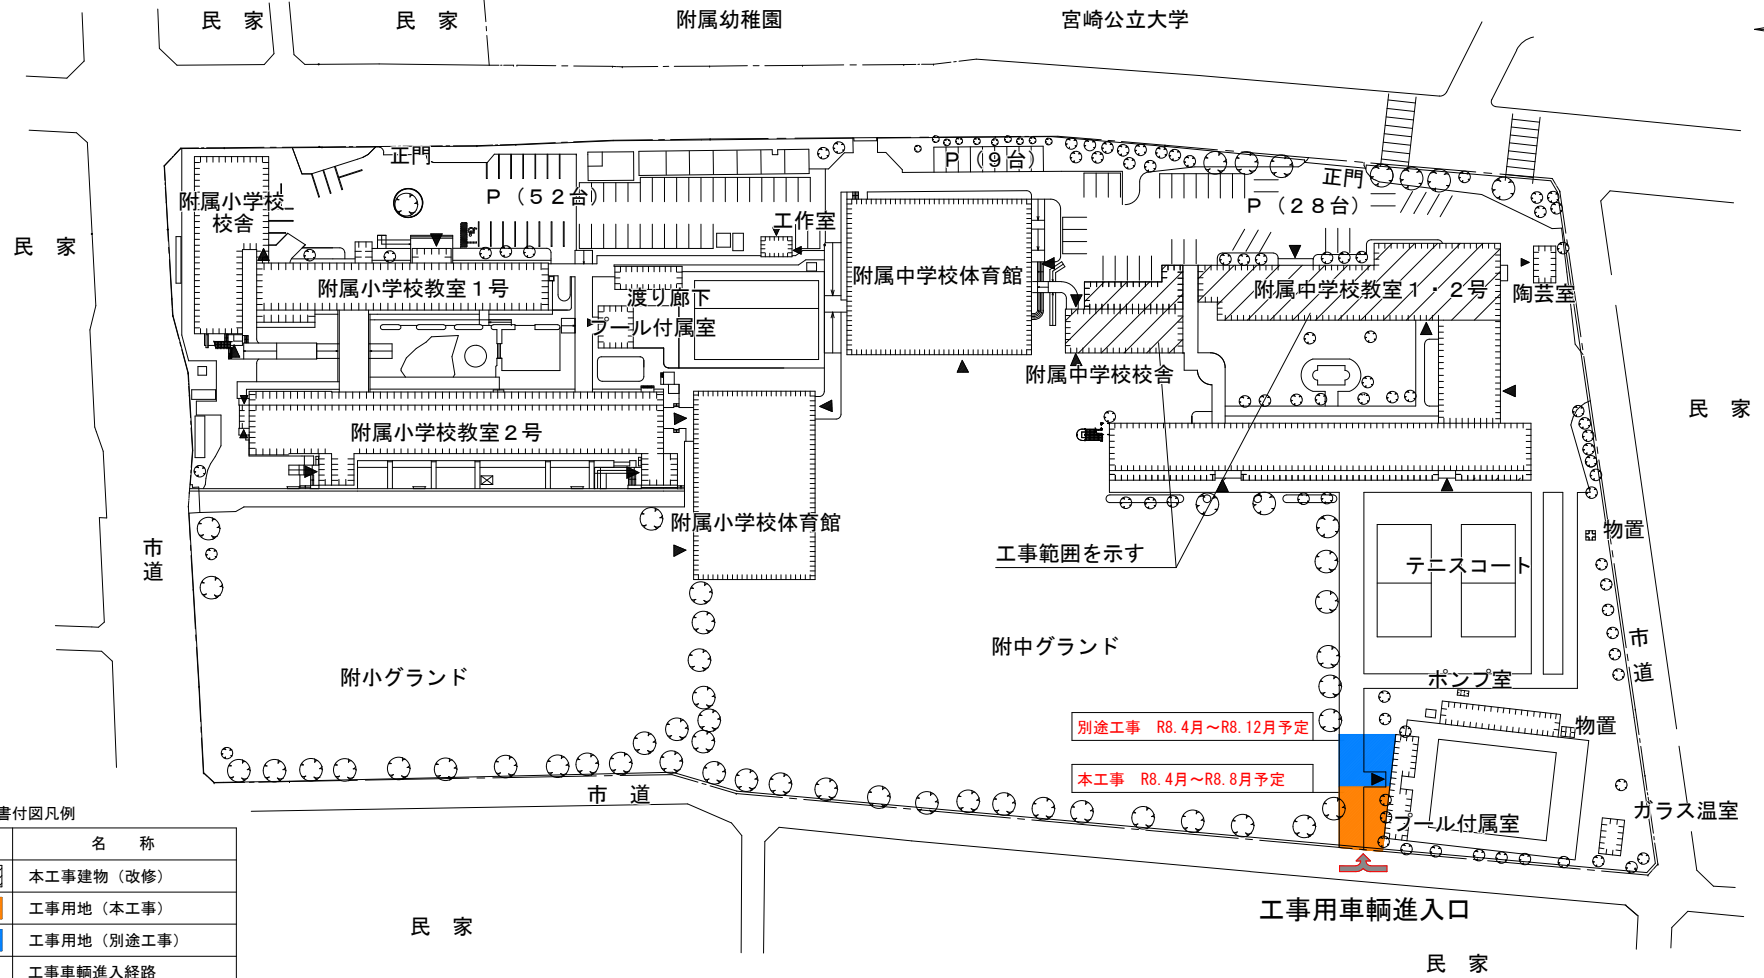 民　家
民　家
附属幼稚園
宮崎公立大学
正門
P（９台）
正門
附属小学校
校舎
P（５２台）
工作室
P（２８台）
民　家
附属小学校教室１号
渡り廊下
プール付属室
附属中学校体育館
附属中学校教室１・２号
陶芸室
附属中学校校舎
民　家
附属小学校教室２号
附属小学校体育館
工事範囲を示す
物置
テニスコート
市道
附中グランド
附小グランド
市道
ポンプ室
別途工事　R8.4月～R8.12月予定
物置
本工事　R8.4月～R8.8月予定
市　道
ガラス温室
プール付属室
書付図凡例
名　称
本工事建物（改修）
工事用地（本工事）
工事用地（別途工事）
工事車輌進入経路
工事用車輌進入口
民　家
民　家